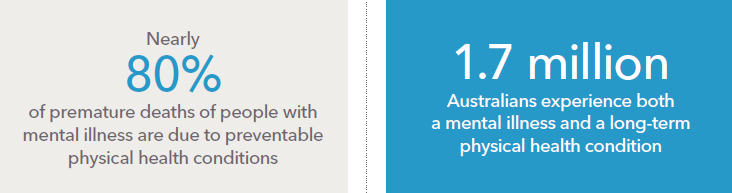 Nearly
80%
of premature deaths of people with
mental illness are due to preventable
physical health conditions
1.7 million
Australians experience both
a mental illness and a long-term
physical health condition